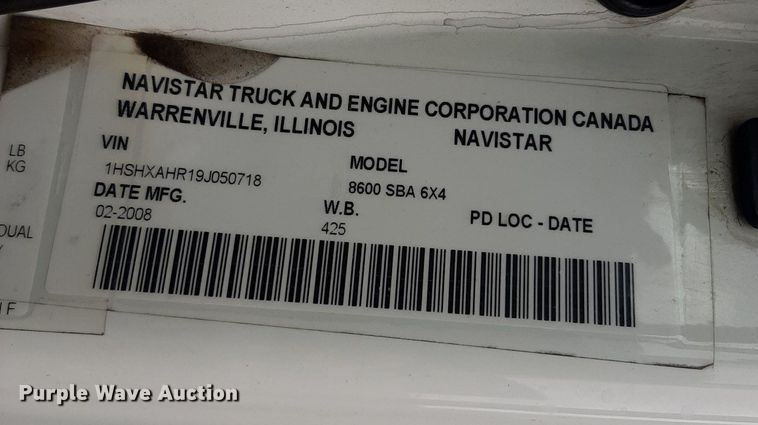 NAVISTAR TRUCK AND ENGINE CORPORATION CANADA
WARRENVILLE, ILLINOIS NAVISTAR
VIN MODEL
1HSHXAHR19J050718 8600 SBA 6X4
DATE MFG. W.B. PD LOC - DATE
02-2008 425
LB
KG
DUAL
Purple Wave Auction